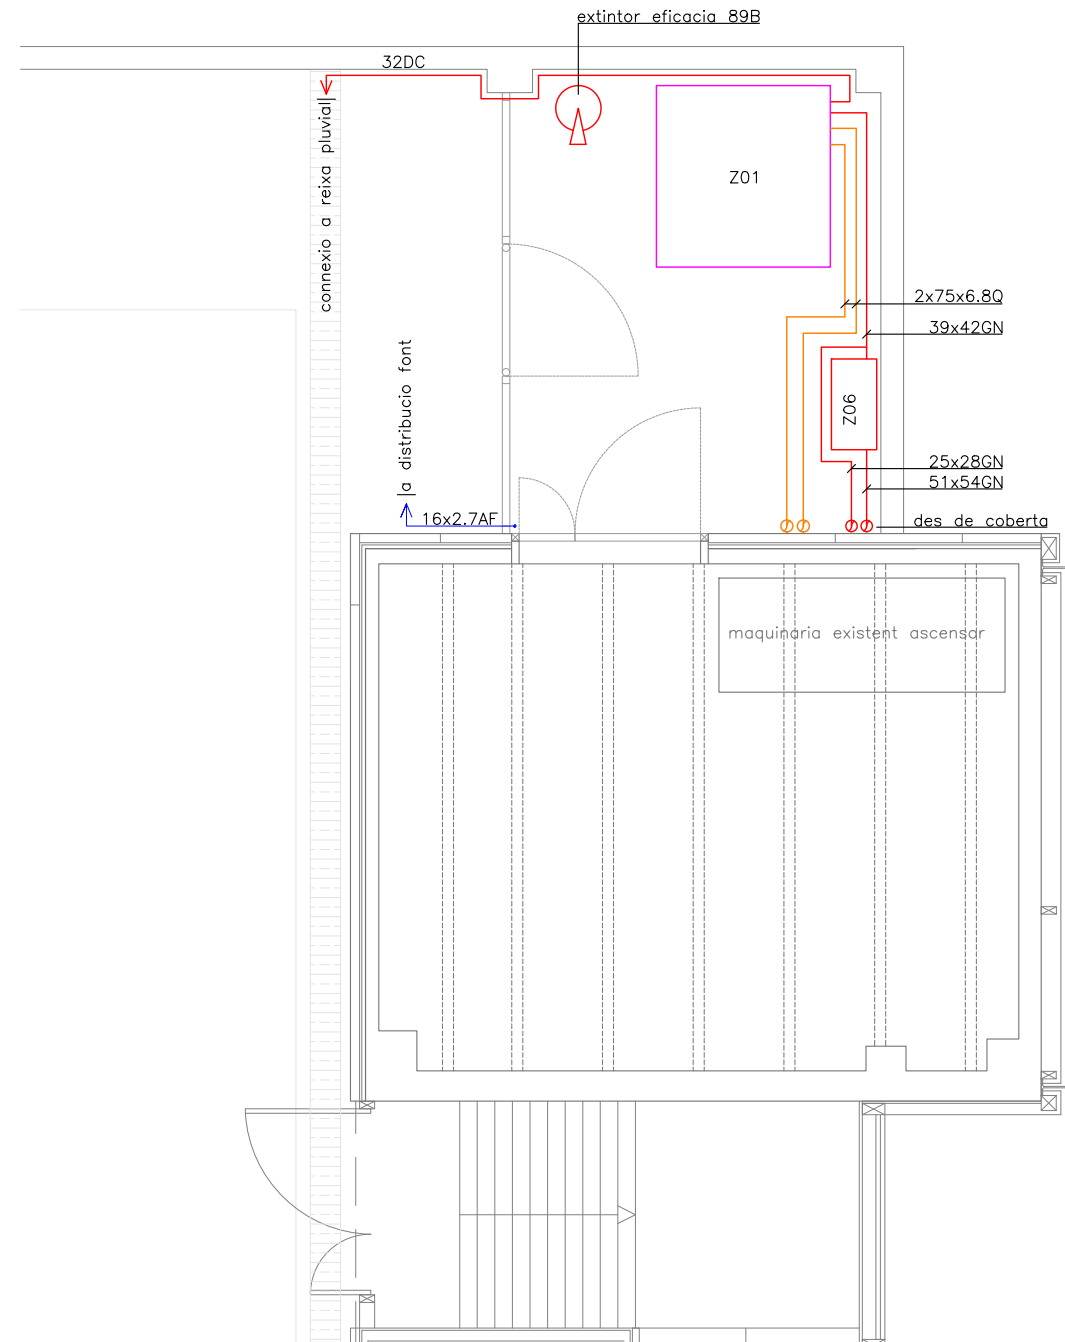 extintor eficacia 89B
32DC
connexio a reixa pluvial
Z01
2x75x6.8Q
39x42GN
a distribucio font
Z06
25x28GN
51x54GN
16x2.7AF
des de coberta
maquinaria existent ascensor